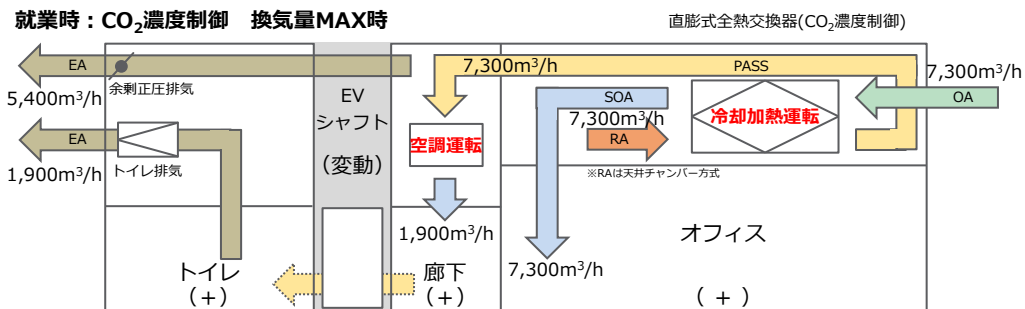 就業時：CO₂濃度制御　換気量MAX時
直膨式全熱交換器(CO₂濃度制御)
EA
余剰正圧排気
5,400m³/h
EA
トイレ排気
1,900m³/h
EV
シャフト
（変動）
7,300m³/h
PASS
7,300m³/h
OA
SOA
7,300m³/h
RA
冷却加熱運転
空調運転
※RAは天井チャンバー方式
1,900m³/h
7,300m³/h
トイレ
（+）
廊下
（+）
オフィス
（ + ）